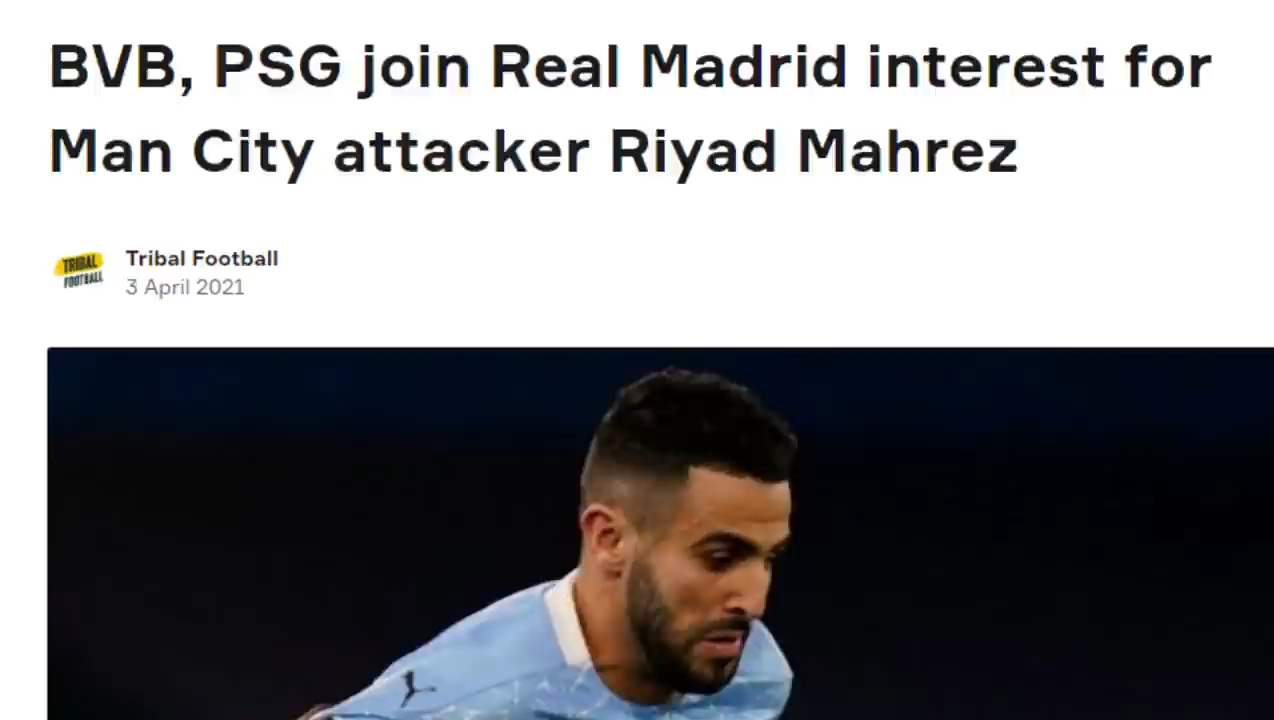 BVB, PSG join Real Madrid interest for
Man City attacker Riyad Mahrez
TRIBAL
FOOTBALL
Tribal Football
3 April 2021